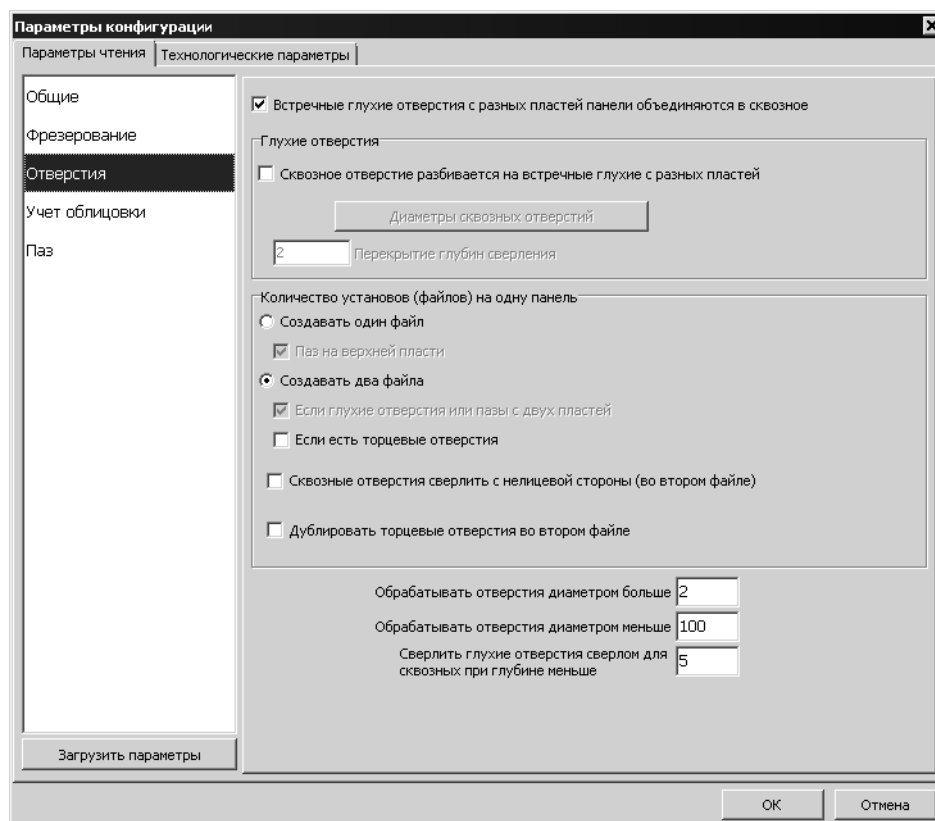 Параметры конфигурации
Параметры чтения
Технологические параметры
Общие
Фрезерование
Отверстия
Учет облицовки
Паз
Загрузить параметры
Встречные глухие отверстия с разных пластей панели объединяются в сквозное
Глухие отверстия
Сквозное отверстие разбивается на встречные глухие с разных пластей
Диаметры сквозных отверстий
2 Перекрытие глубин сверления
Количество установов (файлов) на одну панель
Создавать один файл
Паз на верхней пласти
Создавать два файла
Если глухие отверстия или пазы с двух пластей
Если есть торцевые отверстия
Сквозные отверстия сверлить с нелицевой стороны (во втором файле)
Дублировать торцевые отверстия во втором файле
Обрабатывать отверстия диаметром больше 2
Обрабатывать отверстия диаметром меньше 100
Сверлить глухие отверстия сверлом для
сквозных при глубине меньше 5
ОК
Отмена